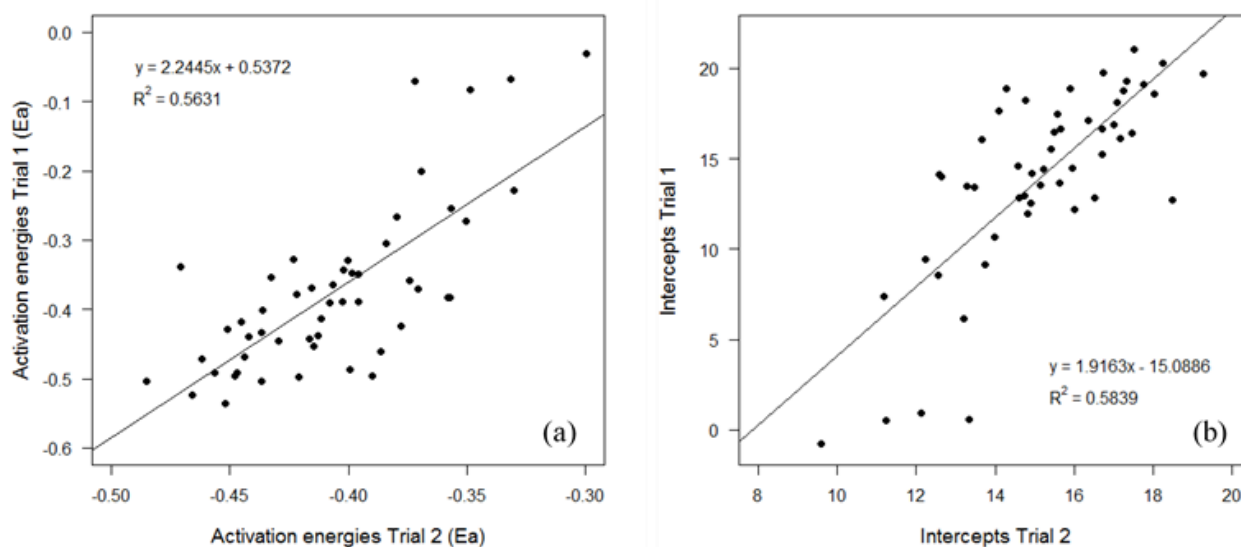 0.0
-0.1
-0.2
-0.3
-0.4
-0.5
-0.6
Activation energies Trial 1 (Ea)
y = 2.2445x + 0.5372
R² = 0.5631
(a)
-0.50 -0.45 -0.40 -0.35 -0.30
Activation energies Trial 2 (Ea)
20
15
10
5
0
Intercepts Trial 1
y = 1.9163x - 15.0886
R² = 0.5839
(b)
8 10 12 14 16 18 20
Intercepts Trial 2